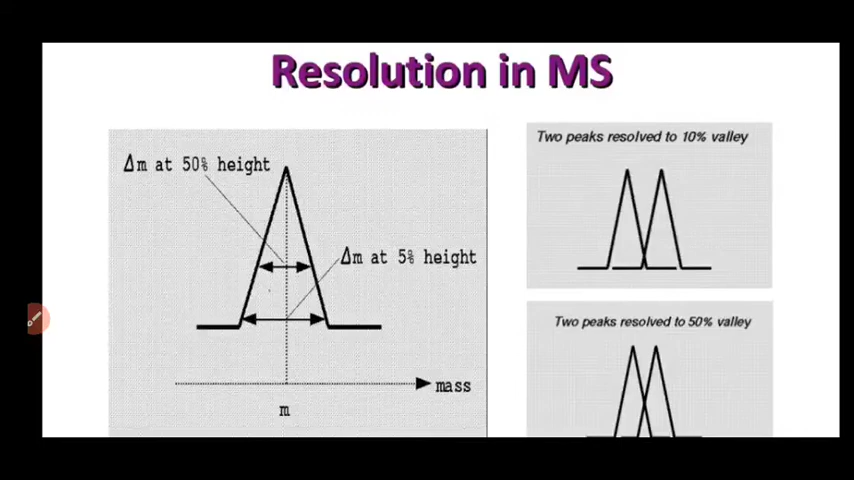 Resolution in MS
Δm at 50% height
Δm at 5% height
mass
m
Two peaks resolved to 10% valley
Two peaks resolved to 50% valley